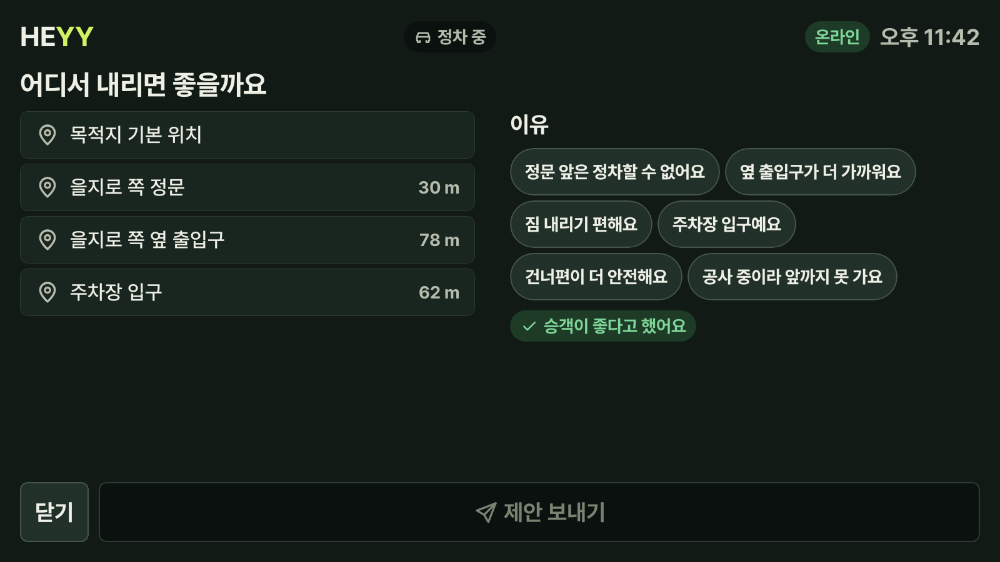 HEYY
정차 중
온라인
오후 11:42
어디서 내리면 좋을까요
목적지 기본 위치
을지로 쪽 정문 30 m
을지로 쪽 옆 출입구 78 m
주차장 입구 62 m
이유
정문 앞은 정차할 수 없어요
옆 출입구가 더 가까워요
짐 내리기 편해요
주차장 입구예요
건너편이 더 안전해요
공사 중이라 앞까지 못 가요
승객이 좋다고 했어요
닫기
제안 보내기